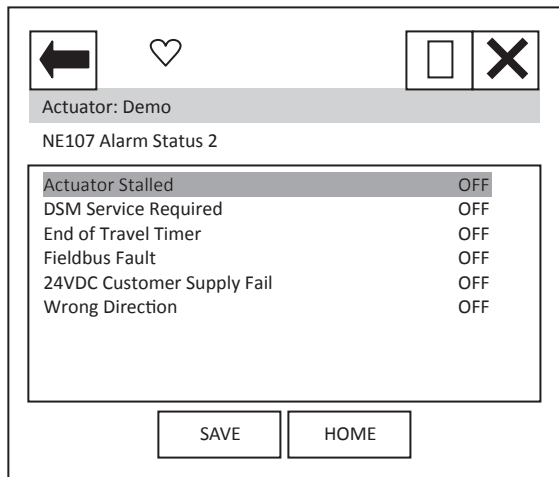 Actuator: Demo
NE107 Alarm Status 2
Actuator Stalled OFF
DSM Service Required OFF
End of Travel Timer OFF
Fieldbus Fault OFF
24VDC Customer Supply Fail OFF
Wrong Direction OFF
SAVE HOME